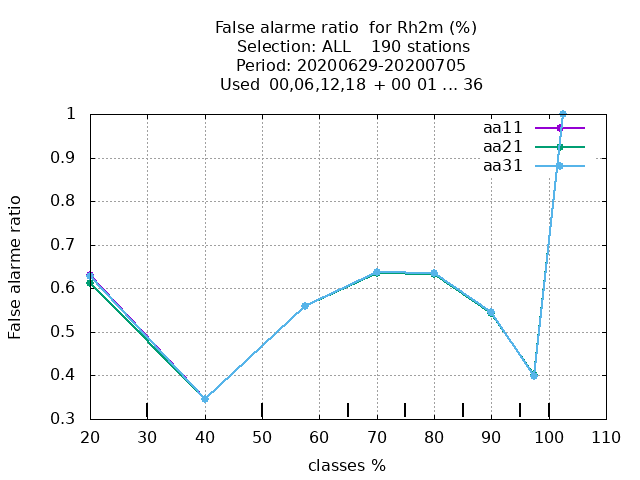 False alarme ratio  for Rh2m (%)
Selection: ALL    190 stations
Period: 20200629-20200705
Used  00,06,12,18  + 00 01 ... 36
1
0.9
0.8
0.7
0.6
0.5
0.4
0.3
False alarme ratio
aa11
aa21
aa31
20 30 40 50 60 70 80 90 100 110
classes %